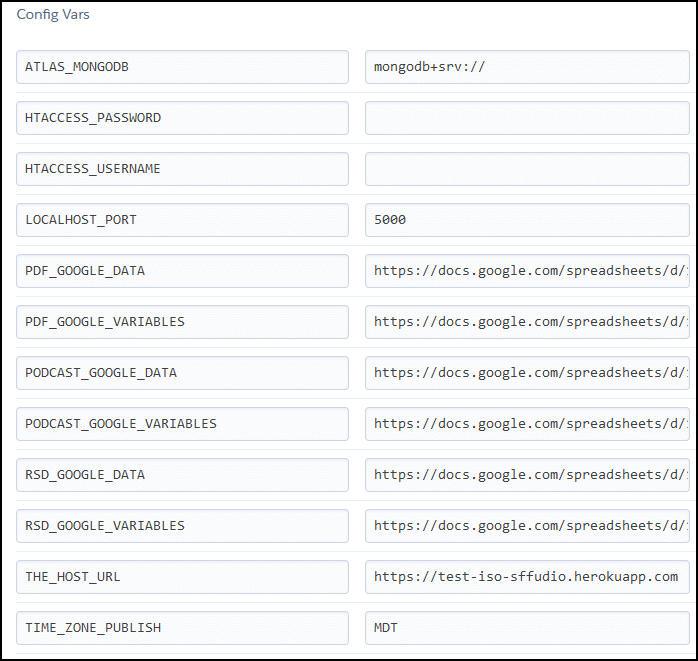 Config Vars
ATLAS_MONGODB mongodb+srv://
HTACCESS_PASSWORD
HTACCESS_USERNAME
LOCALHOST_PORT 5000
PDF_GOOGLE_DATA https://docs.google.com/spreadsheets/d/
PDF_GOOGLE_VARIABLES https://docs.google.com/spreadsheets/d/
PODCAST_GOOGLE_DATA https://docs.google.com/spreadsheets/d/
PODCAST_GOOGLE_VARIABLES https://docs.google.com/spreadsheets/d/
RSD_GOOGLE_DATA https://docs.google.com/spreadsheets/d/
RSD_GOOGLE_VARIABLES https://docs.google.com/spreadsheets/d/
THE_HOST_URL https://test-iso-sffudio.herokuapp.com
TIME_ZONE_PUBLISH MDT